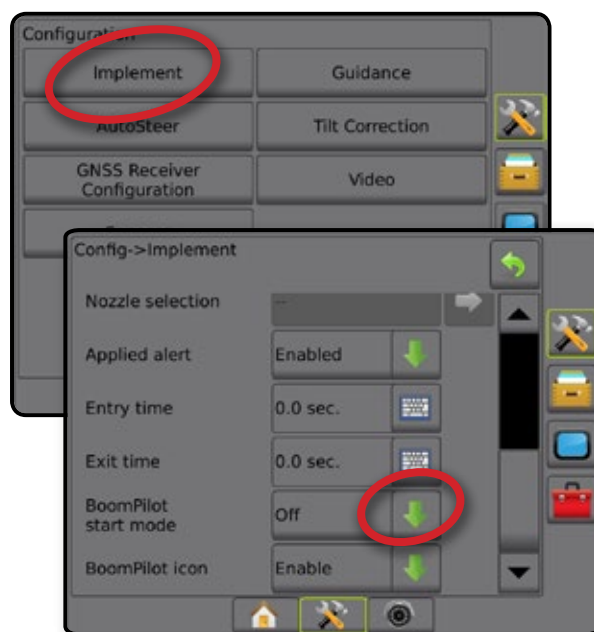 Configuration
Implement
Guidance
AutoSteer
Tilt Correction
GNSS Receiver
Configuration
Video
Config->Implement
Nozzle selection
--
Applied alert
Enabled
Entry time
0.0 sec.
Exit time
0.0 sec.
BoomPilot
start mode
Off
BoomPilot icon
Enable